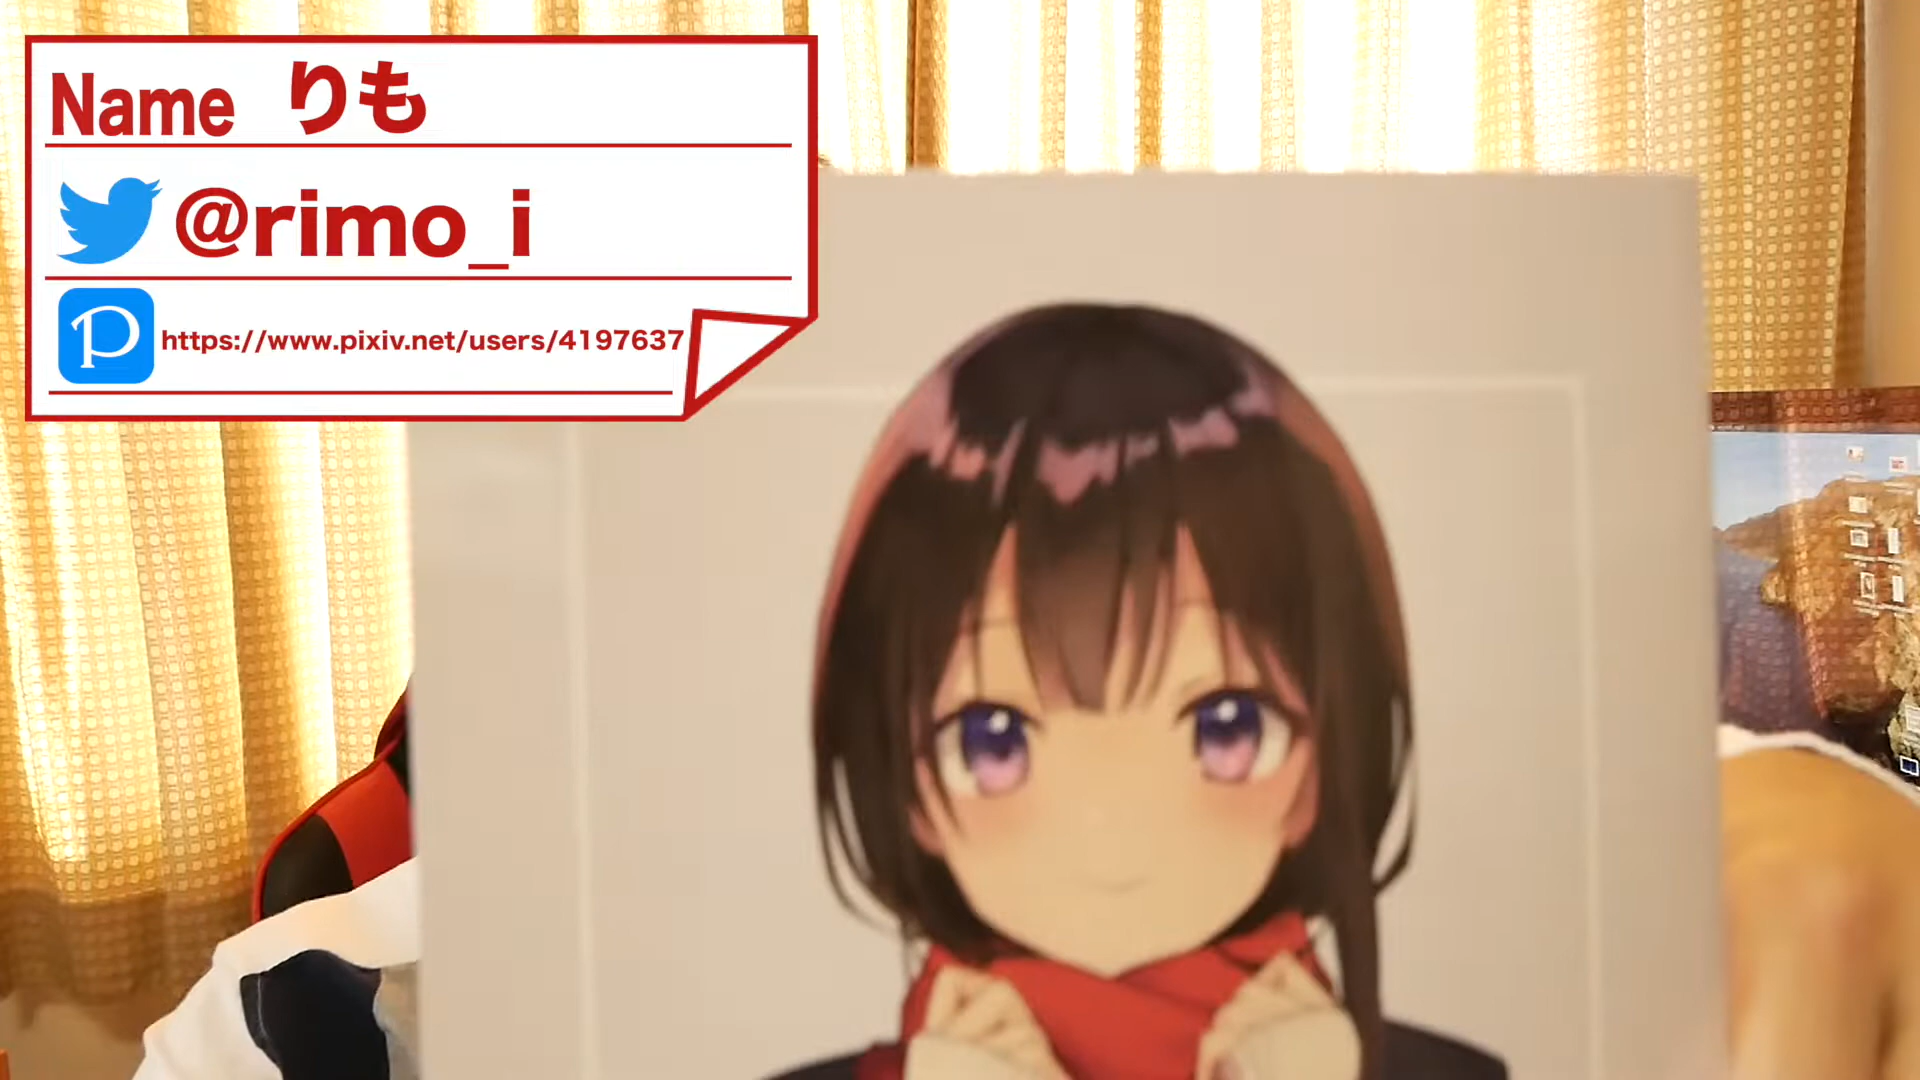 Name りも
@rimo_i
https://www.pixiv.net/users/4197637